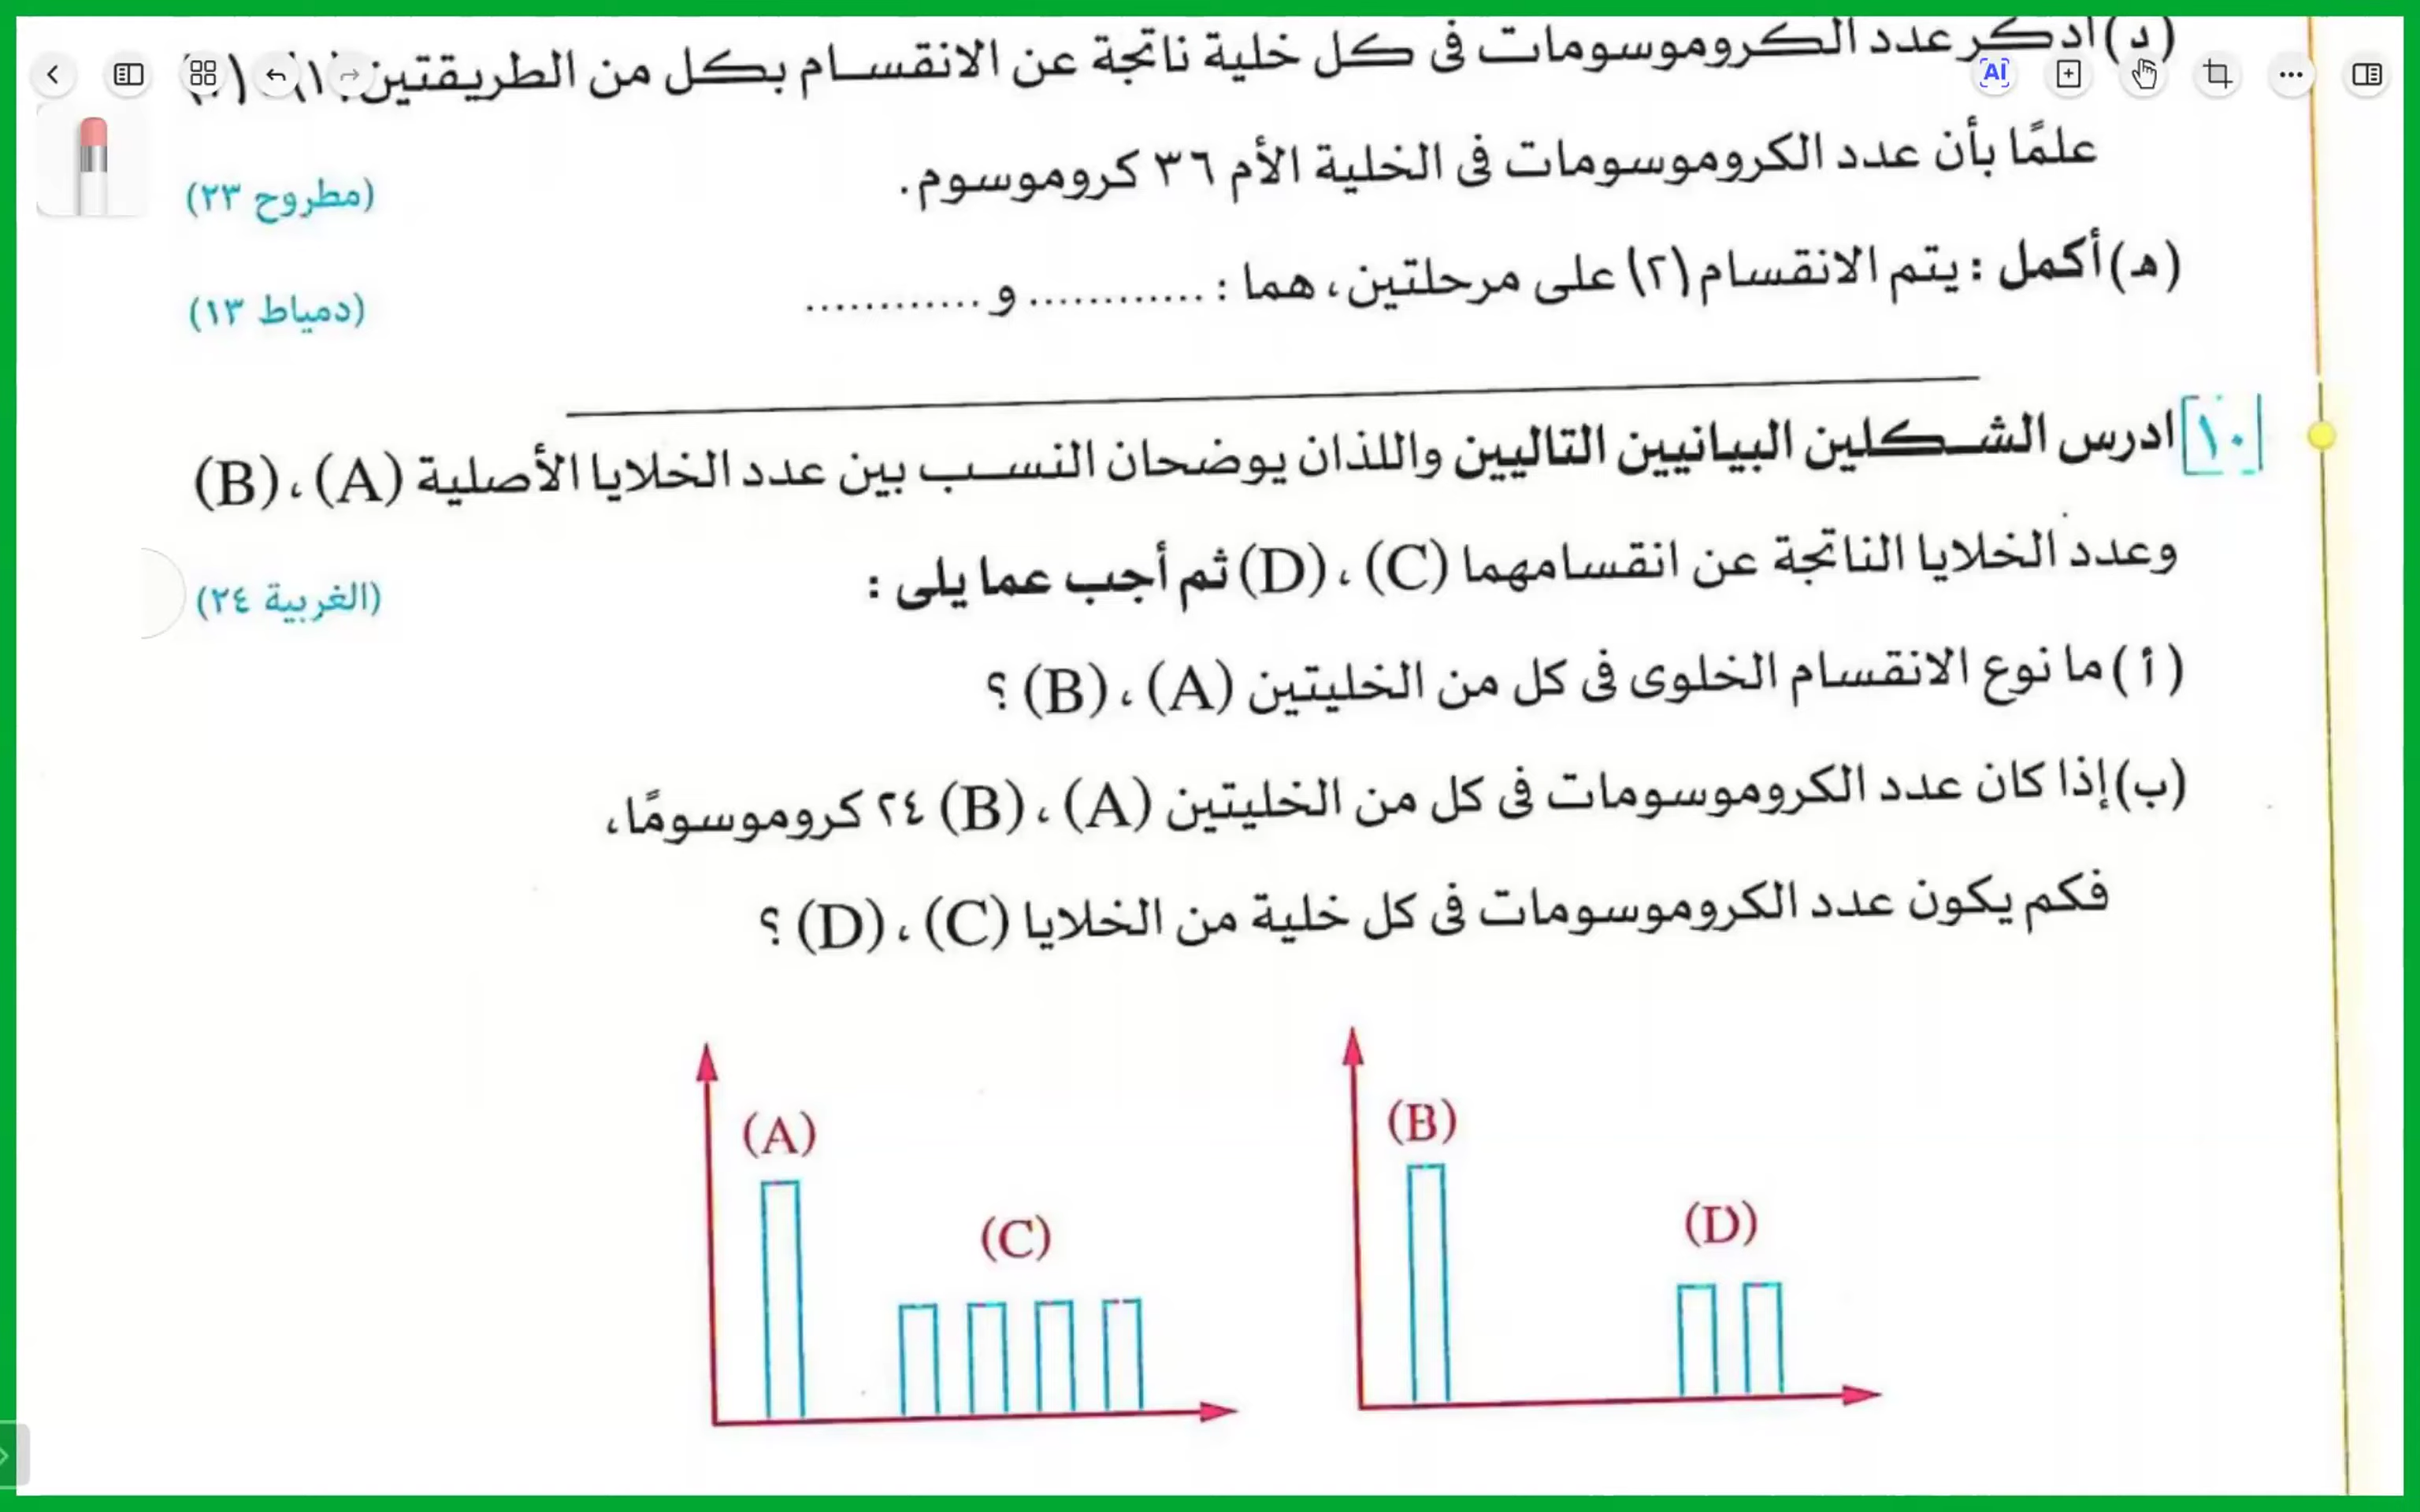 (د) اذكر عدد الكروموسومات فى كل خلية ناتجة عن الانقسام بكل من الطريقتين (١)
AI
علمًا بأن عدد الكروموسومات فى الخلية الأم ٣٦ كروموسوم. (مطروح ٢٣)
(هـ) أكمل : يتم الانقسام (٢) على مرحلتين، هما : ............ و ............ (دمياط ١٣)
١٠ ادرس الشكلين البيانيين التاليين واللذان يوضحان النسب بين عدد الخلايا الأصلية (A)، (B)
وعدد الخلايا الناتجة عن انقسامهما (C)، (D) ثم أجب عما يلى : (الغربية ٢٤)
(أ) ما نوع الانقسام الخلوى فى كل من الخليتين (A)، (B) ؟
(ب) إذا كان عدد الكروموسومات فى كل من الخليتين (A)، (B) ٢٤ كروموسومًا،
فكم يكون عدد الكروموسومات فى كل خلية من الخلايا (C)، (D) ؟
(A)
(C)
(B)
(D)